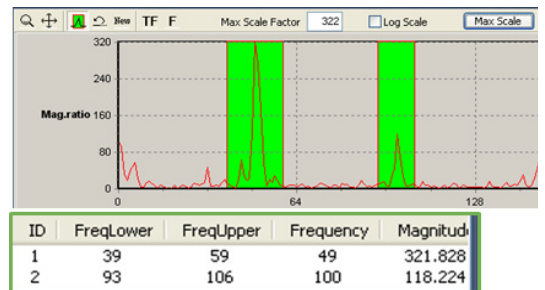 New TF F Max Scale Factor 322 Log Scale Max Scale
320
240
Mag.ratio 160
80
0
0 64 128
ID FreqLower FreqUpper Frequency Magnitud
1 39 59 49 321.828
2 93 106 100 118.224